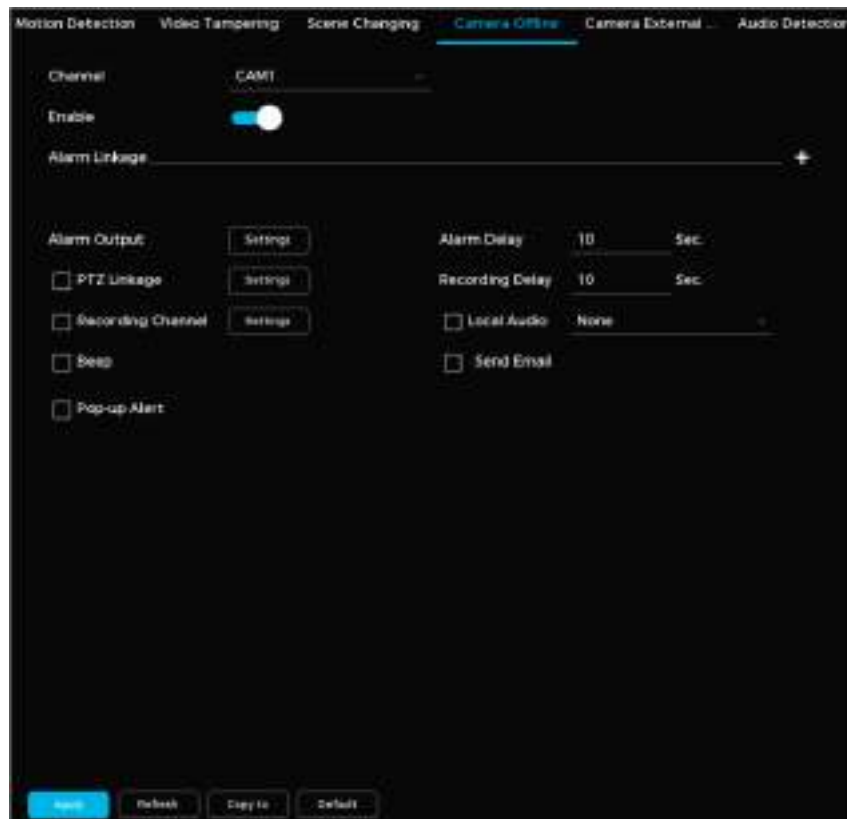 Motion Detection Video Tampering Scene Changing Camera Offline Camera External ... Audio Detection
Channel CAM1
Enable
Alarm Linkage +
Alarm Output Settings Alarm Delay 10 Sec.
PTZ Linkage Settings Recording Delay 10 Sec.
Recording Channel Settings Local Audio None
Beep Send Email
Pop-up Alert
Apply Refresh Copy to Default